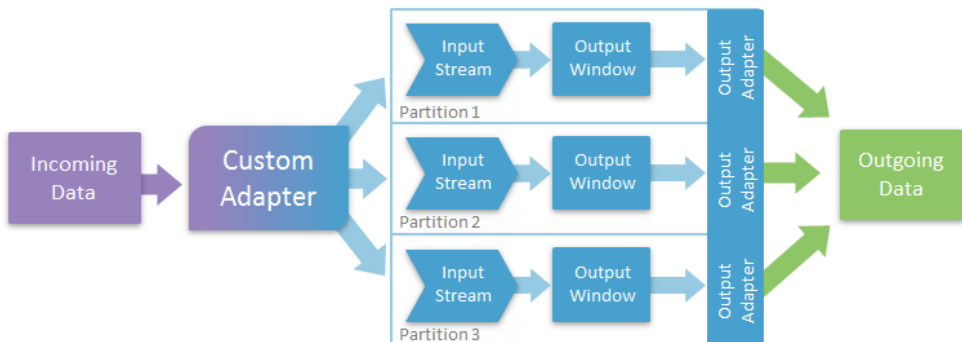 Incoming
Data
Custom
Adapter
Input
Stream
Output
Window
Output
Adapter
Partition 1
Input
Stream
Output
Window
Output
Adapter
Partition 2
Input
Stream
Output
Window
Output
Adapter
Partition 3
Outgoing
Data